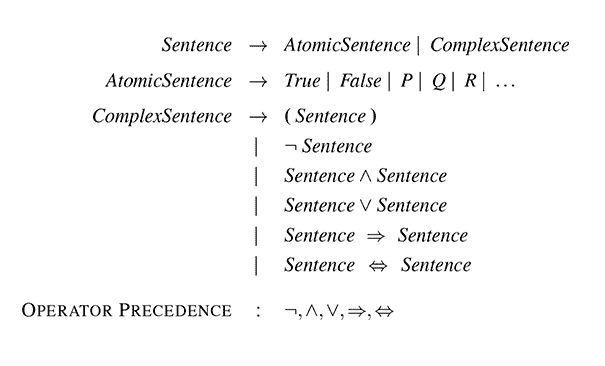 Sentence → AtomicSentence | ComplexSentence
AtomicSentence → True | False | P | Q | R | ...
ComplexSentence → ( Sentence )
| ¬ Sentence
| Sentence ∧ Sentence
| Sentence ∨ Sentence
| Sentence ⇒ Sentence
| Sentence ⇔ Sentence
OPERATOR PRECEDENCE : ¬, ∧, ∨, ⇒, ⇔